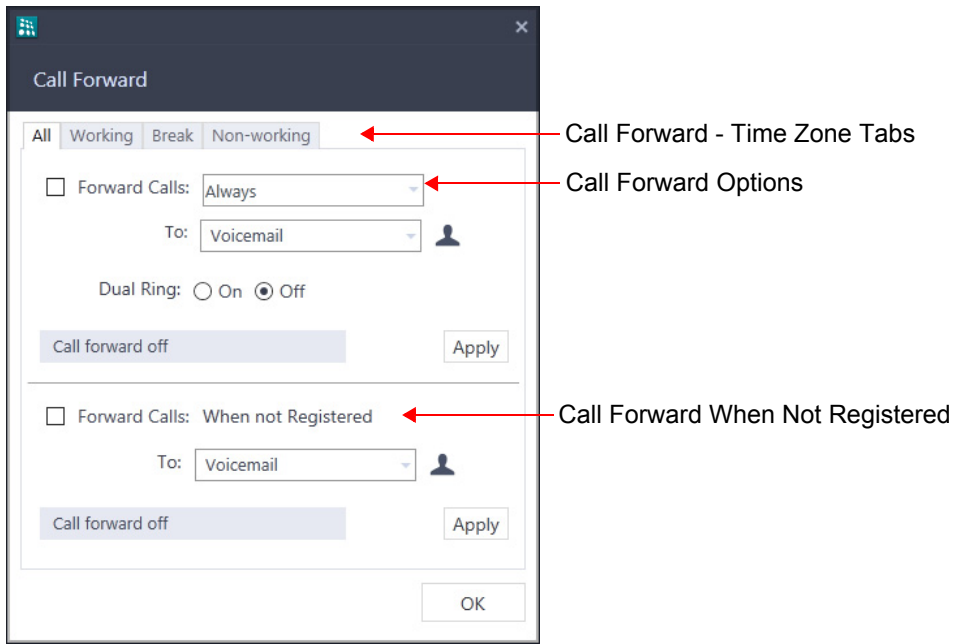 Call Forward
All Working Break Non-working
Call Forward - Time Zone Tabs
Forward Calls: Always
Call Forward Options
To: Voicemail
Dual Ring: On Off
Call forward off Apply
Forward Calls: When not Registered
Call Forward When Not Registered
To: Voicemail
Call forward off Apply
OK